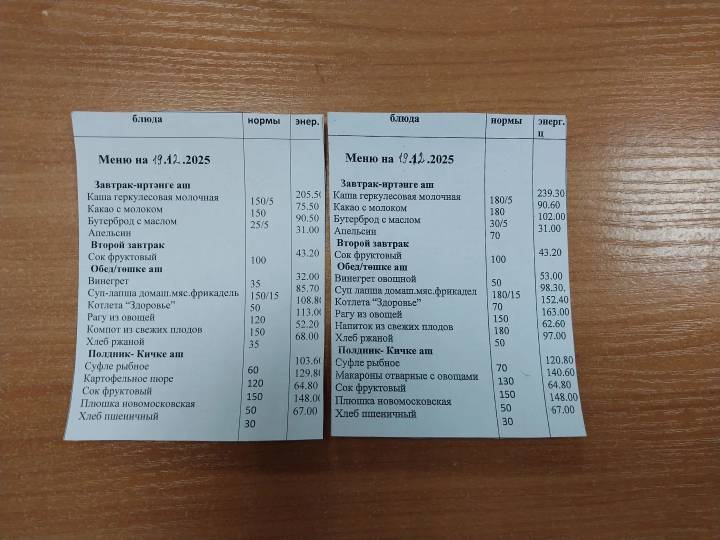 блюда нормы энер.
Меню на 19.12.2025
Завтрак-иртэнге аш
Каша геркулесовая молочная 150/5 205.50
Какао с молоком 150 75.50
Бутерброд с маслом 25/5 90.50
Апельсин 31.00
Второй завтрак
Сок фруктовый 100 43.20
Обед/төшке аш
Винегрет 35 32.00
Суп-лапша домаш.мяс.фрикадель 150/15 85.70
Котлета “Здоровье” 50 108.80
Рагу из овощей 120 113.00
Компот из свежих плодов 150 52.20
Хлеб ржаной 35 68.00
Полдник- Кичке аш
Суфле рыбное 60 103.60
Картофельное пюре 120 129.80
Сок фруктовый 150 64.80
Плюшка новомосковская 50 148.00
Хлеб пшеничный 30 67.00
блюда нормы энерг.
ц
Меню на 19.12.2025
Завтрак-иртэнге аш
Каша геркулесовая молочная 180/5 239.30
Какао с молоком 180 90.60
Бутерброд с маслом 30/5 102.00
Апельсин 70 31.00
Второй завтрак
Сок фруктовый 100 43.20
Обед/төшке аш
Винегрет овощной 50 53.00
Суп лапша домаш.мяс.фрикадел 180/15 98.30.
Котлета “Здоровье” 70 152.40
Рагу из овощей 150 163.00
Напиток из свежих плодов 180 62.60
Хлеб ржаной 50 97.00
Полдник- Кичке аш
Суфле рыбное 70 120.80
Макароны отварные с овощами 130 140.60
Сок фруктовый 150 64.80
Плюшка новомосковская 50 148.00
Хлеб пшеничный 30 67.00